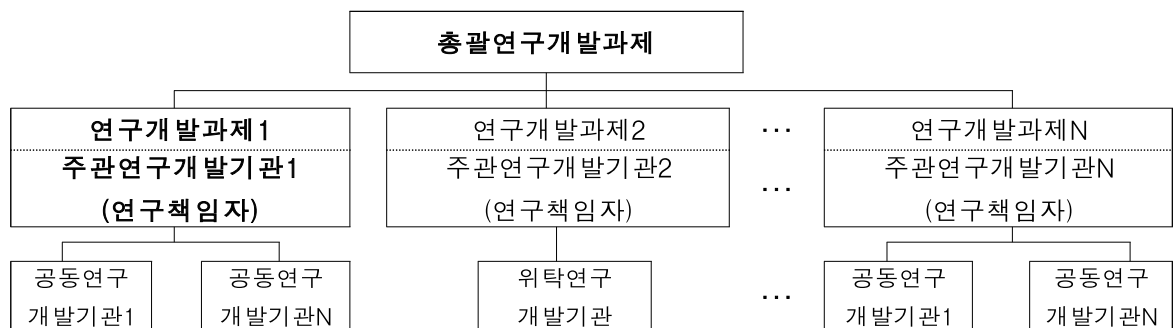 총괄연구개발과제
연구개발과제1
주관연구개발기관1
(연구책임자)
연구개발과제2
주관연구개발기관2
(연구책임자)
...
...
연구개발과제N
주관연구개발기관N
(연구책임자)
공동연구
개발기관1
공동연구
개발기관N
위탁연구
개발기관
...
공동연구
개발기관1
공동연구
개발기관N